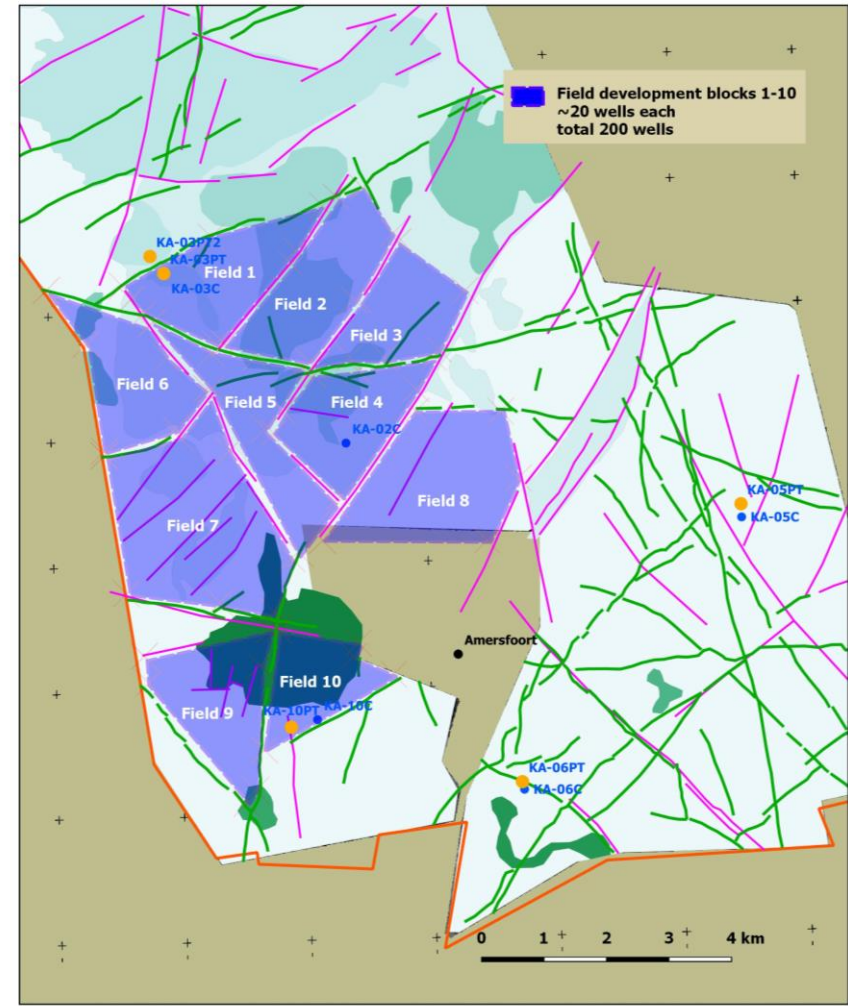 Field development blocks 1-10
~20 wells each
total 200 wells
KA-03PT2
KA-03PT
KA-03C
Field 1
Field 2
Field 3
Field 6
Field 5
Field 4
KA-02C
Field 8
KA-05PT
KA-05C
Field 7
Amersfoort
Field 10
Field 9
KA-10PT
KA-10C
KA-06PT
KA-06C
0 1 2 3 4 km